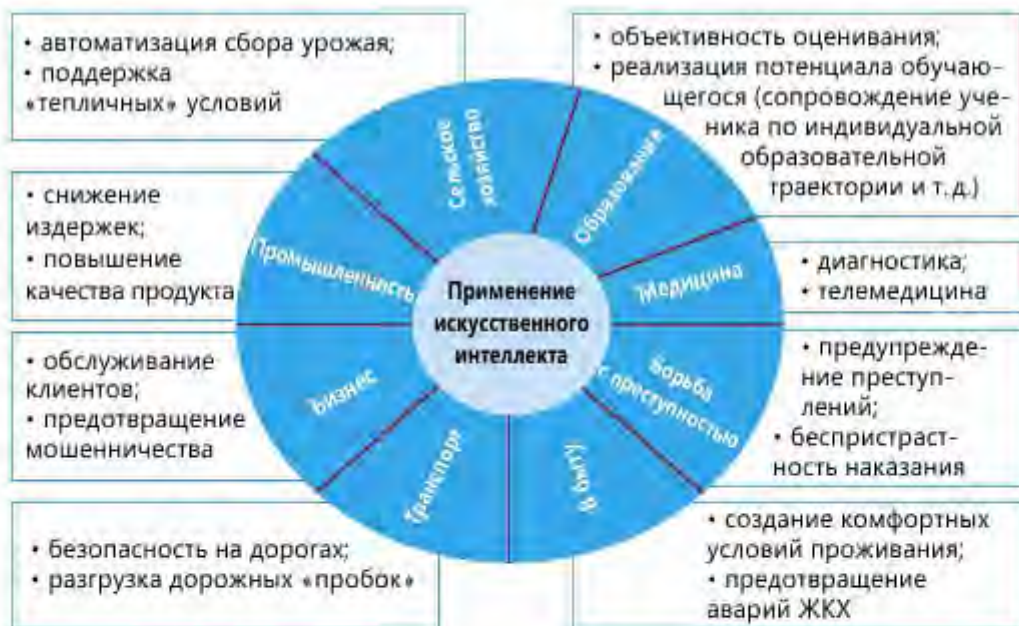 • автоматизация сбора урожая;
• поддержка
«тепличных» условий
• объективность оценивания;
• реализация потенциала обучаю-
щегося (сопровождение уче-
ника по индивидуальной
образовательной
траектории и т.д.)
Сельское
хозяйство
Образование
• снижение
издержек;
• повышение
качества продукта
Промышленность
Медицина
• диагностика;
• телемедицина
Применение
искусственного
интеллекта
• обслуживание
клиентов;
• предотвращение
мошенничества
Бизнес
Борьба
с преступностью
• предупрежде-
ние преступ-
лений;
• беспристраст-
ность наказания
Транспорт
В быту
• безопасность на дорогах;
• разгрузка дорожных «пробок»
• создание комфортных
условий проживания;
• предотвращение
аварий ЖКХ